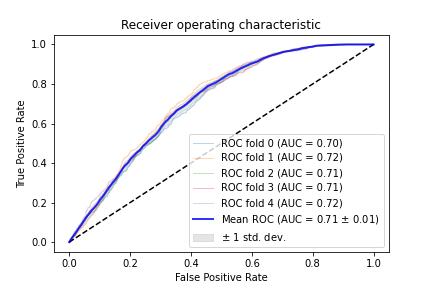 Receiver operating characteristic
True Positive Rate
1.0
0.8
0.6
0.4
0.2
0.0
ROC fold 0 (AUC = 0.70)
ROC fold 1 (AUC = 0.72)
ROC fold 2 (AUC = 0.71)
ROC fold 3 (AUC = 0.71)
ROC fold 4 (AUC = 0.72)
Mean ROC (AUC = 0.71 ± 0.01)
± 1 std. dev.
0.0 0.2 0.4 0.6 0.8 1.0
False Positive Rate